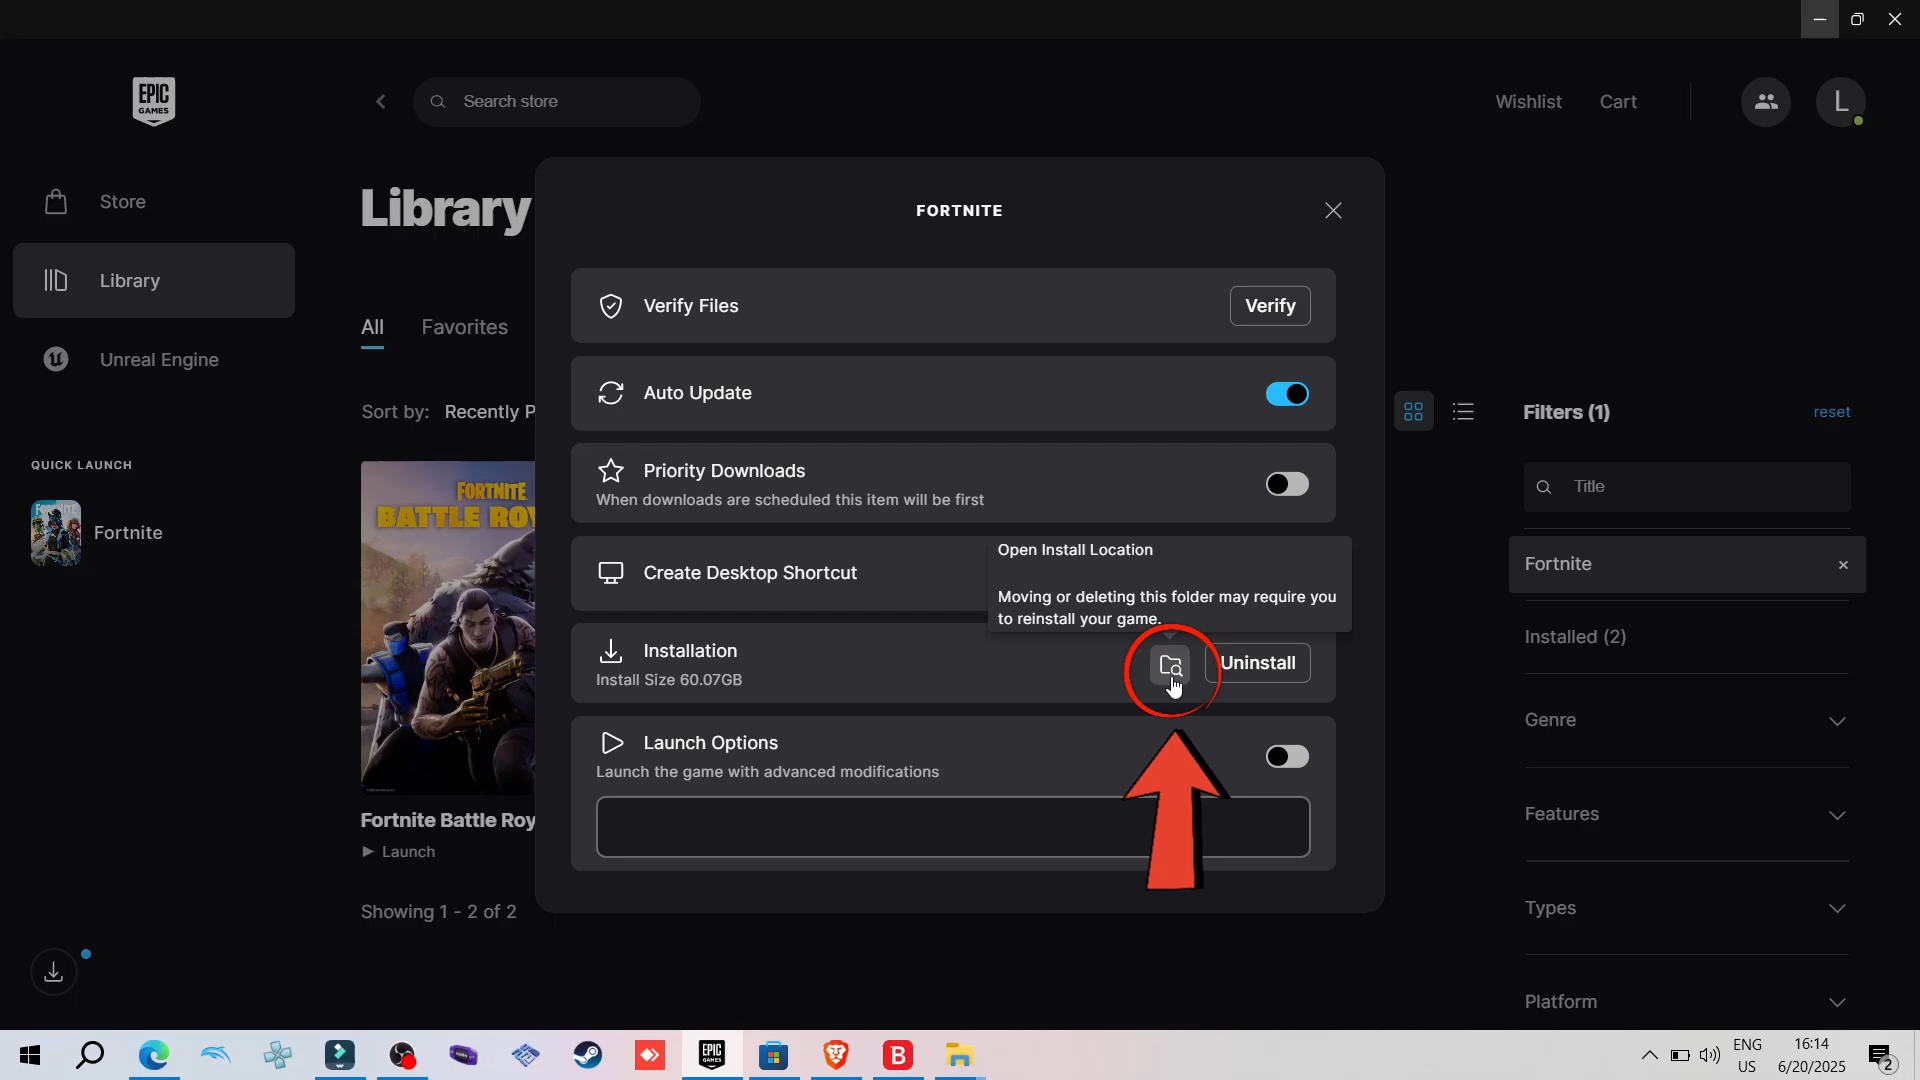 EPIC
GAMES
Search store
Wishlist
Cart
L
Store
Library
Unreal Engine
QUICK LAUNCH
Fortnite
Library
All
Favorites
Sort by:
Recently P
FORTNITE
BATTLE ROY
Fortnite Battle Roy
Launch
Showing 1 - 2 of 2
FORTNITE
Verify Files
Verify
Auto Update
Priority Downloads
When downloads are scheduled this item will be first
Create Desktop Shortcut
Open Install Location
Moving or deleting this folder may require you
to reinstall your game.
Installation
Install Size 60.07GB
Uninstall
Launch Options
Launch the game with advanced modifications
Filters (1)
reset
Title
Fortnite
Installed (2)
Genre
Features
Types
Platform
EPIC
GAMES
B
ENG
US
16:14
6/20/2025
2